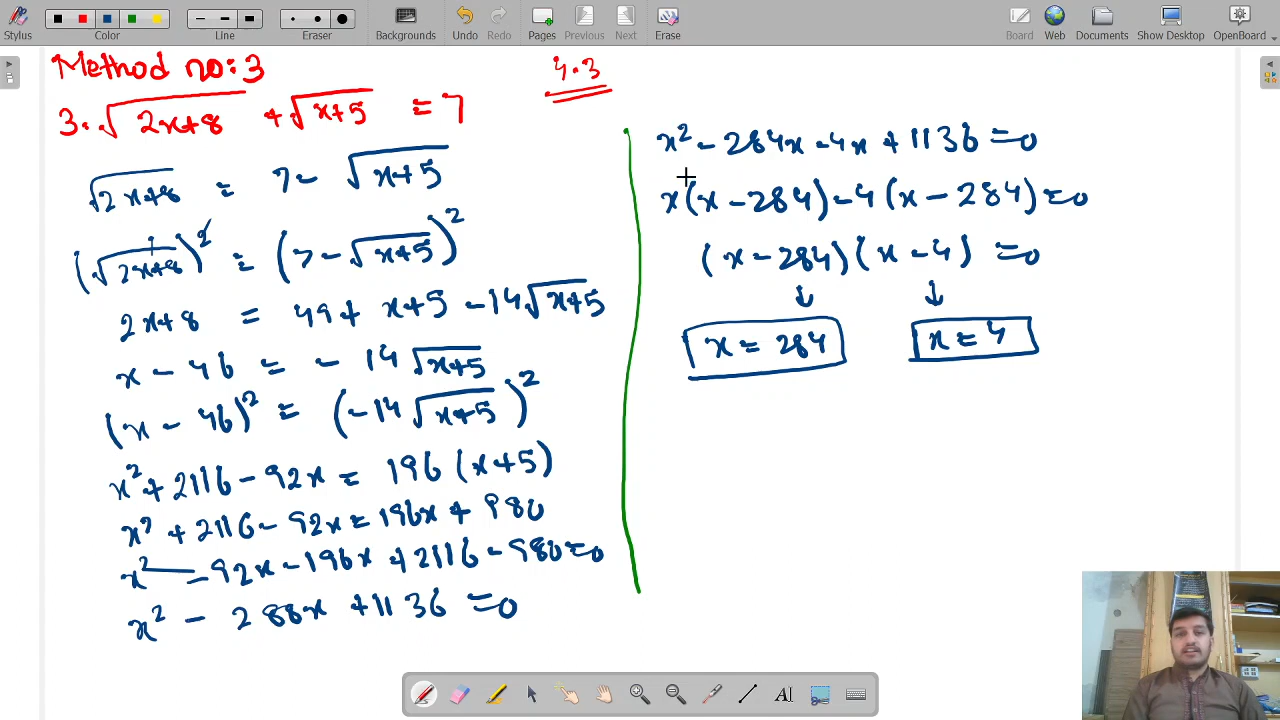 Stylus
Color
Line
Eraser
Backgrounds
Undo
Redo
Pages
Previous
Next
Erase
Board
Web
Documents
Show Desktop
OpenBoard
Method no:3
4.3
3. √(2x+8) + √(x+5) = 7
√(2x+8) = 7 - √(x+5)
(√(2x+8))² = (7 - √(x+5))²
2x+8 = 49 + x+5 - 14√(x+5)
x - 46 = - 14√(x+5)
(x - 46)² = (-14√(x+5))²
x² + 2116 - 92x = 196 (x+5)
x² + 2116 - 92x = 196x + 980
x² - 92x - 196x + 2116 - 980 = 0
x² - 288x + 1136 = 0
x² - 284x - 4x + 1136 = 0
x(x - 284) - 4(x - 284) = 0
(x - 284)(x - 4) = 0
↓ ↓
x = 284 x = 4